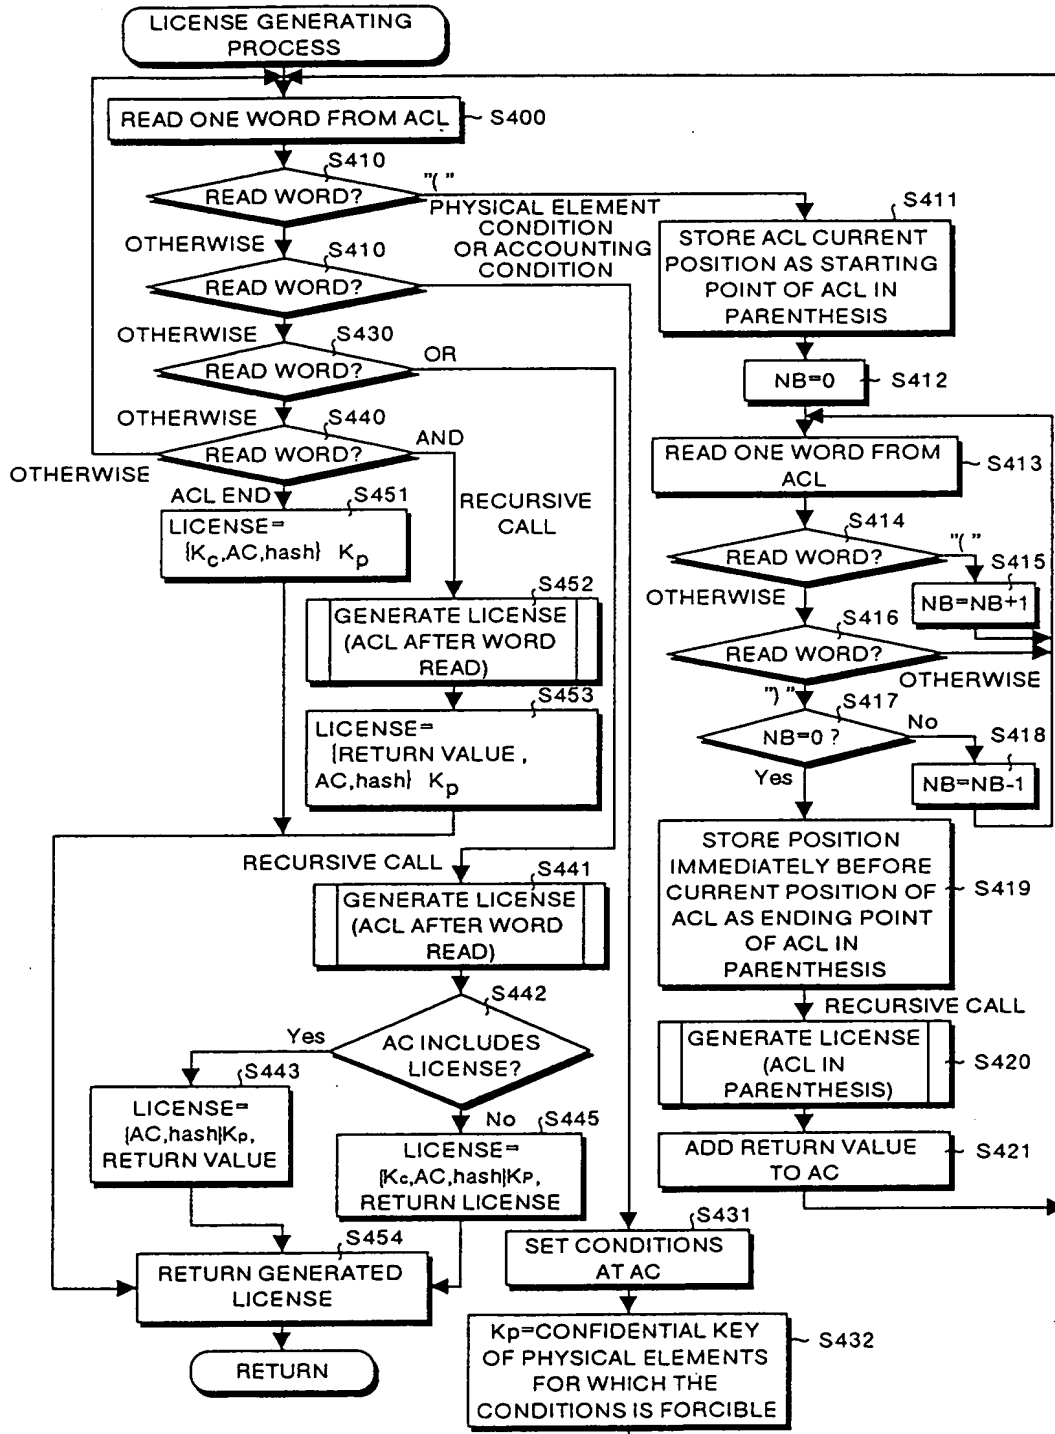 LICENSE GENERATING
PROCESS
READ ONE WORD FROM ACL
S400
S410
READ WORD?
"( "
OTHERWISE
PHYSICAL ELEMENT
CONDITION
OR ACCOUNTING
CONDITION
S410
READ WORD?
OTHERWISE
S430
READ WORD?
OR
OTHERWISE
S440
READ WORD?
AND
OTHERWISE
ACL END
S451
LICENSE=
{Kc,AC,hash} Kp
RECURSIVE
CALL
S452
GENERATE LICENSE
(ACL AFTER WORD
READ)
S453
LICENSE=
{RETURN VALUE ,
AC,hash} Kp
RECURSIVE CALL
S441
GENERATE LICENSE
(ACL AFTER WORD
READ)
S442
AC INCLUDES
LICENSE?
Yes
S443
LICENSE=
{AC,hash}Kp,
RETURN VALUE
No
S445
LICENSE=
{Kc,AC,hash}Kp,
RETURN LICENSE
S454
RETURN GENERATED
LICENSE
RETURN
S411
STORE ACL CURRENT
POSITION AS STARTING
POINT OF ACL IN
PARENTHESIS
NB=0
S412
READ ONE WORD FROM
ACL
S413
S414
READ WORD?
"( "
S415
NB=NB+1
OTHERWISE
S416
READ WORD?
OTHERWISE
") "
S417
NB=0 ?
No
S418
NB=NB-1
Yes
STORE POSITION
IMMEDIATELY BEFORE
CURRENT POSITION OF
ACL AS ENDING POINT
OF ACL IN
PARENTHESIS
S419
RECURSIVE CALL
GENERATE LICENSE
(ACL IN
PARENTHESIS)
S420
ADD RETURN VALUE
TO AC
S421
S431
SET CONDITIONS
AT AC
Kp=CONFIDENTIAL KEY
OF PHYSICAL ELEMENTS
FOR WHICH THE
CONDITIONS IS FORCIBLE
S432